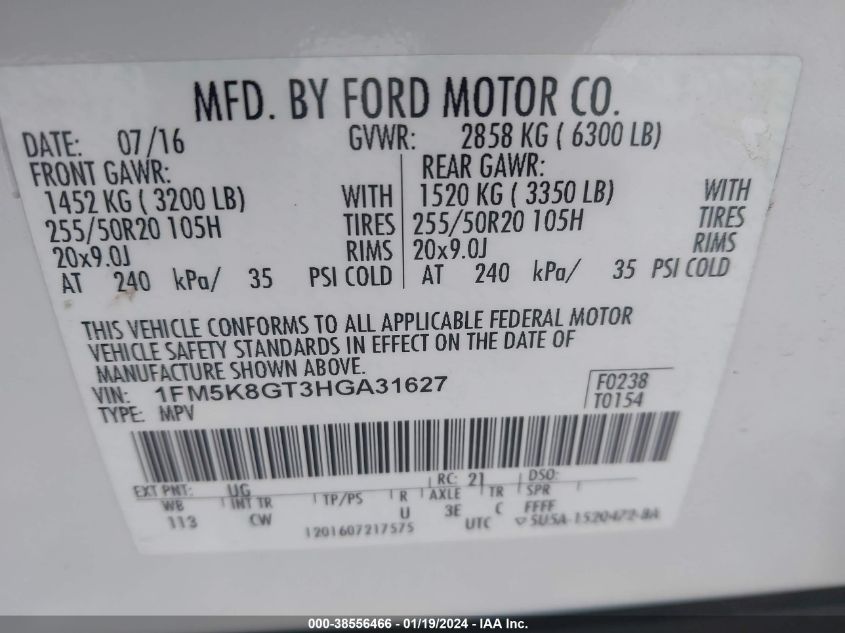 MFD. BY FORD MOTOR CO.
DATE: 07/16 GVWR: 2858 KG ( 6300 LB)
FRONT GAWR: REAR GAWR:
1452 KG ( 3200 LB) WITH 1520 KG ( 3350 LB) WITH
255/50R20 105H TIRES 255/50R20 105H TIRES
20x9.0J RIMS 20x9.0J RIMS
AT 240 kPa/ 35 PSI COLD AT 240 kPa/ 35 PSI COLD
THIS VEHICLE CONFORMS TO ALL APPLICABLE FEDERAL MOTOR
VEHICLE SAFETY STANDARDS IN EFFECT ON THE DATE OF
MANUFACTURE SHOWN ABOVE.
VIN: 1FM5K8GT3HGA31627 F0238
TYPE: MPV T0154
EXT PNT: UG RC: 21 DSO:
WB INT TR TP/PS R AXLE TR SPR
113 CW U 3E C FFFF
1201607217575 UTC ▽ 5U5A-1520472-BA
000-38556466 - 01/19/2024 - IAA Inc.